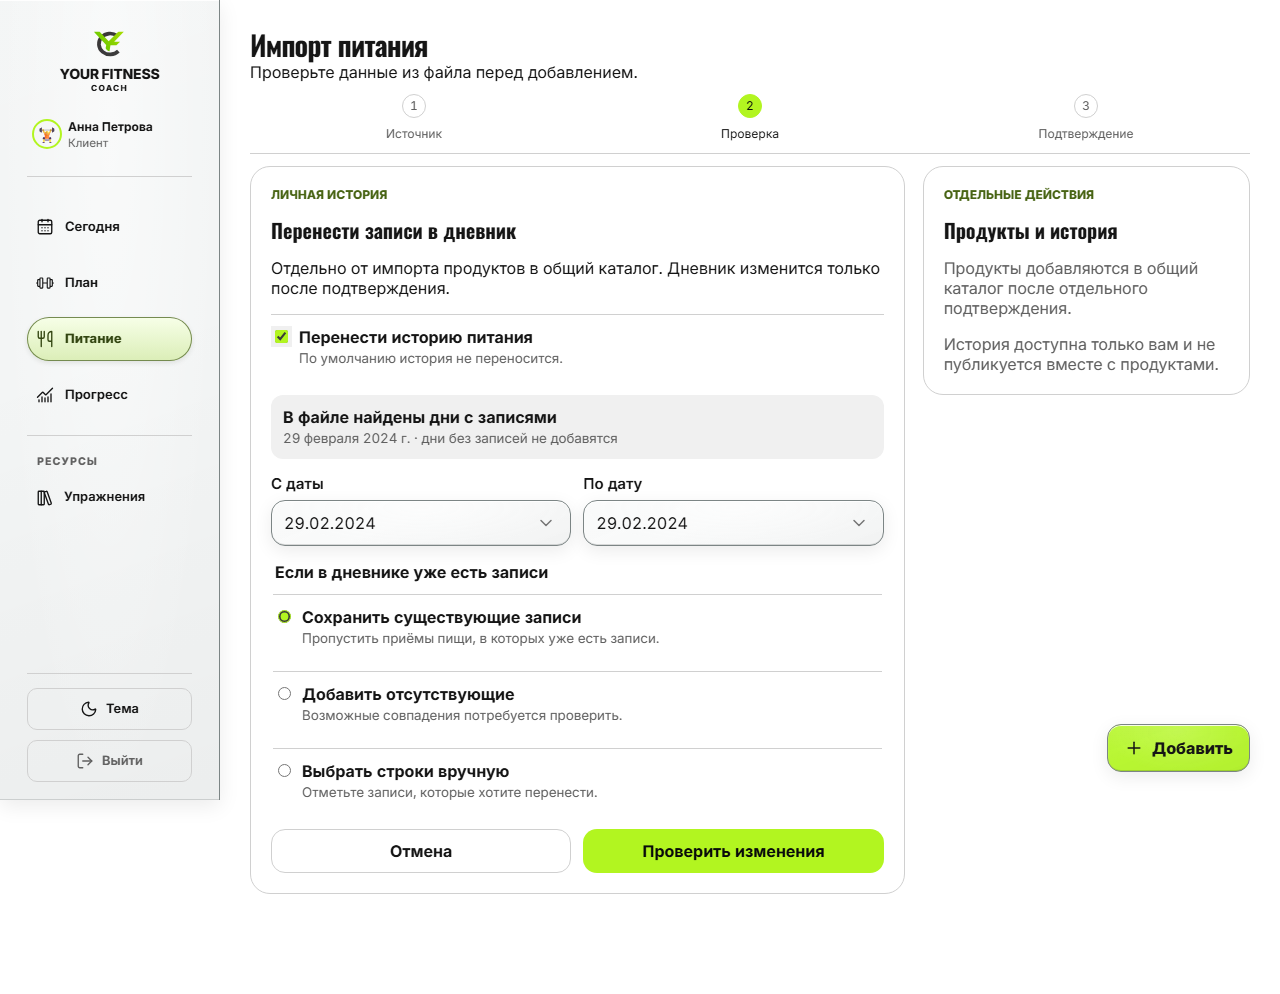 YOUR FITNESS
COACH
Анна Петрова
Клиент
Сегодня
План
Питание
Прогресс
РЕСУРСЫ
Упражнения
Тема
Выйти
Импорт питания
Проверьте данные из файла перед добавлением.
1
Источник
2
Проверка
3
Подтверждение
ЛИЧНАЯ ИСТОРИЯ
Перенести записи в дневник
Отдельно от импорта продуктов в общий каталог. Дневник изменится только
после подтверждения.
Перенести историю питания
По умолчанию история не переносится.
В файле найдены дни с записями
29 февраля 2024 г. · дни без записей не добавятся
С даты
По дату
29.02.2024
29.02.2024
Если в дневнике уже есть записи
Сохранить существующие записи
Пропустить приёмы пищи, в которых уже есть записи.
Добавить отсутствующие
Возможные совпадения потребуется проверить.
Выбрать строки вручную
Отметьте записи, которые хотите перенести.
Отмена
Проверить изменения
ОТДЕЛЬНЫЕ ДЕЙСТВИЯ
Продукты и история
Продукты добавляются в общий
каталог после отдельного
подтверждения.
История доступна только вам и не
публикуется вместе с продуктами.
Добавить